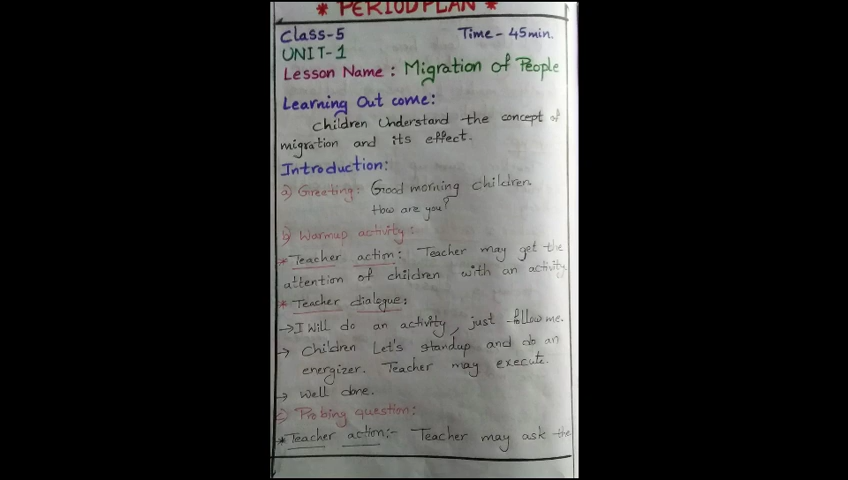 * PERIOD PLAN *
Class-5 Time - 45min.
UNIT-1
Lesson Name : Migration of People
Learning Out come:
Children Understand the concept of
migration and its effect.
Introduction:
a) Greating: Good morning children.
How are you?
b) Warmup activity:
* Teacher action: Teacher may get the
attention of children with an activity.
* Teacher dialogue:
→ I will do an activity, just follow me.
→ Children Let's standup and do an
energizer. Teacher may execute.
→ Well done.
c) Probing question:
* Teacher action:- Teacher may ask the